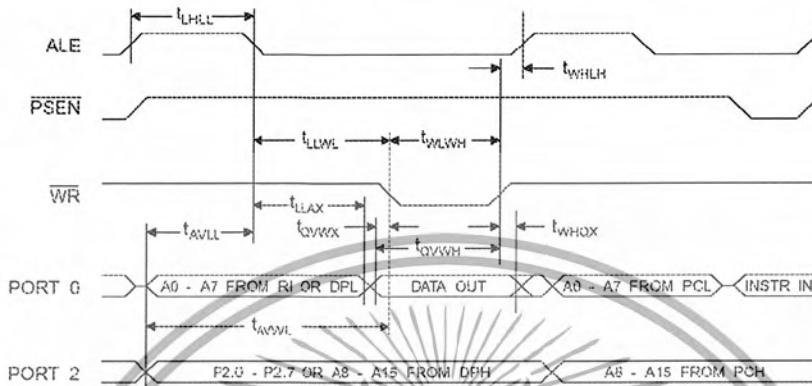 tLHLL
ALE
tWHLH
PSEN
tLLWL
tWLWH
WR
tLLAX
tAVLL
tQVWX
tWHQX
tQVWH
PORT 0
A0 - A7 FROM RI OR DPL
DATA OUT
A0 - A7 FROM PCL
INSTR IN
tAVWL
PORT 2
P2.0 - P2.7 OR A8 - A15 FROM DPH
A8 - A15 FROM PCH